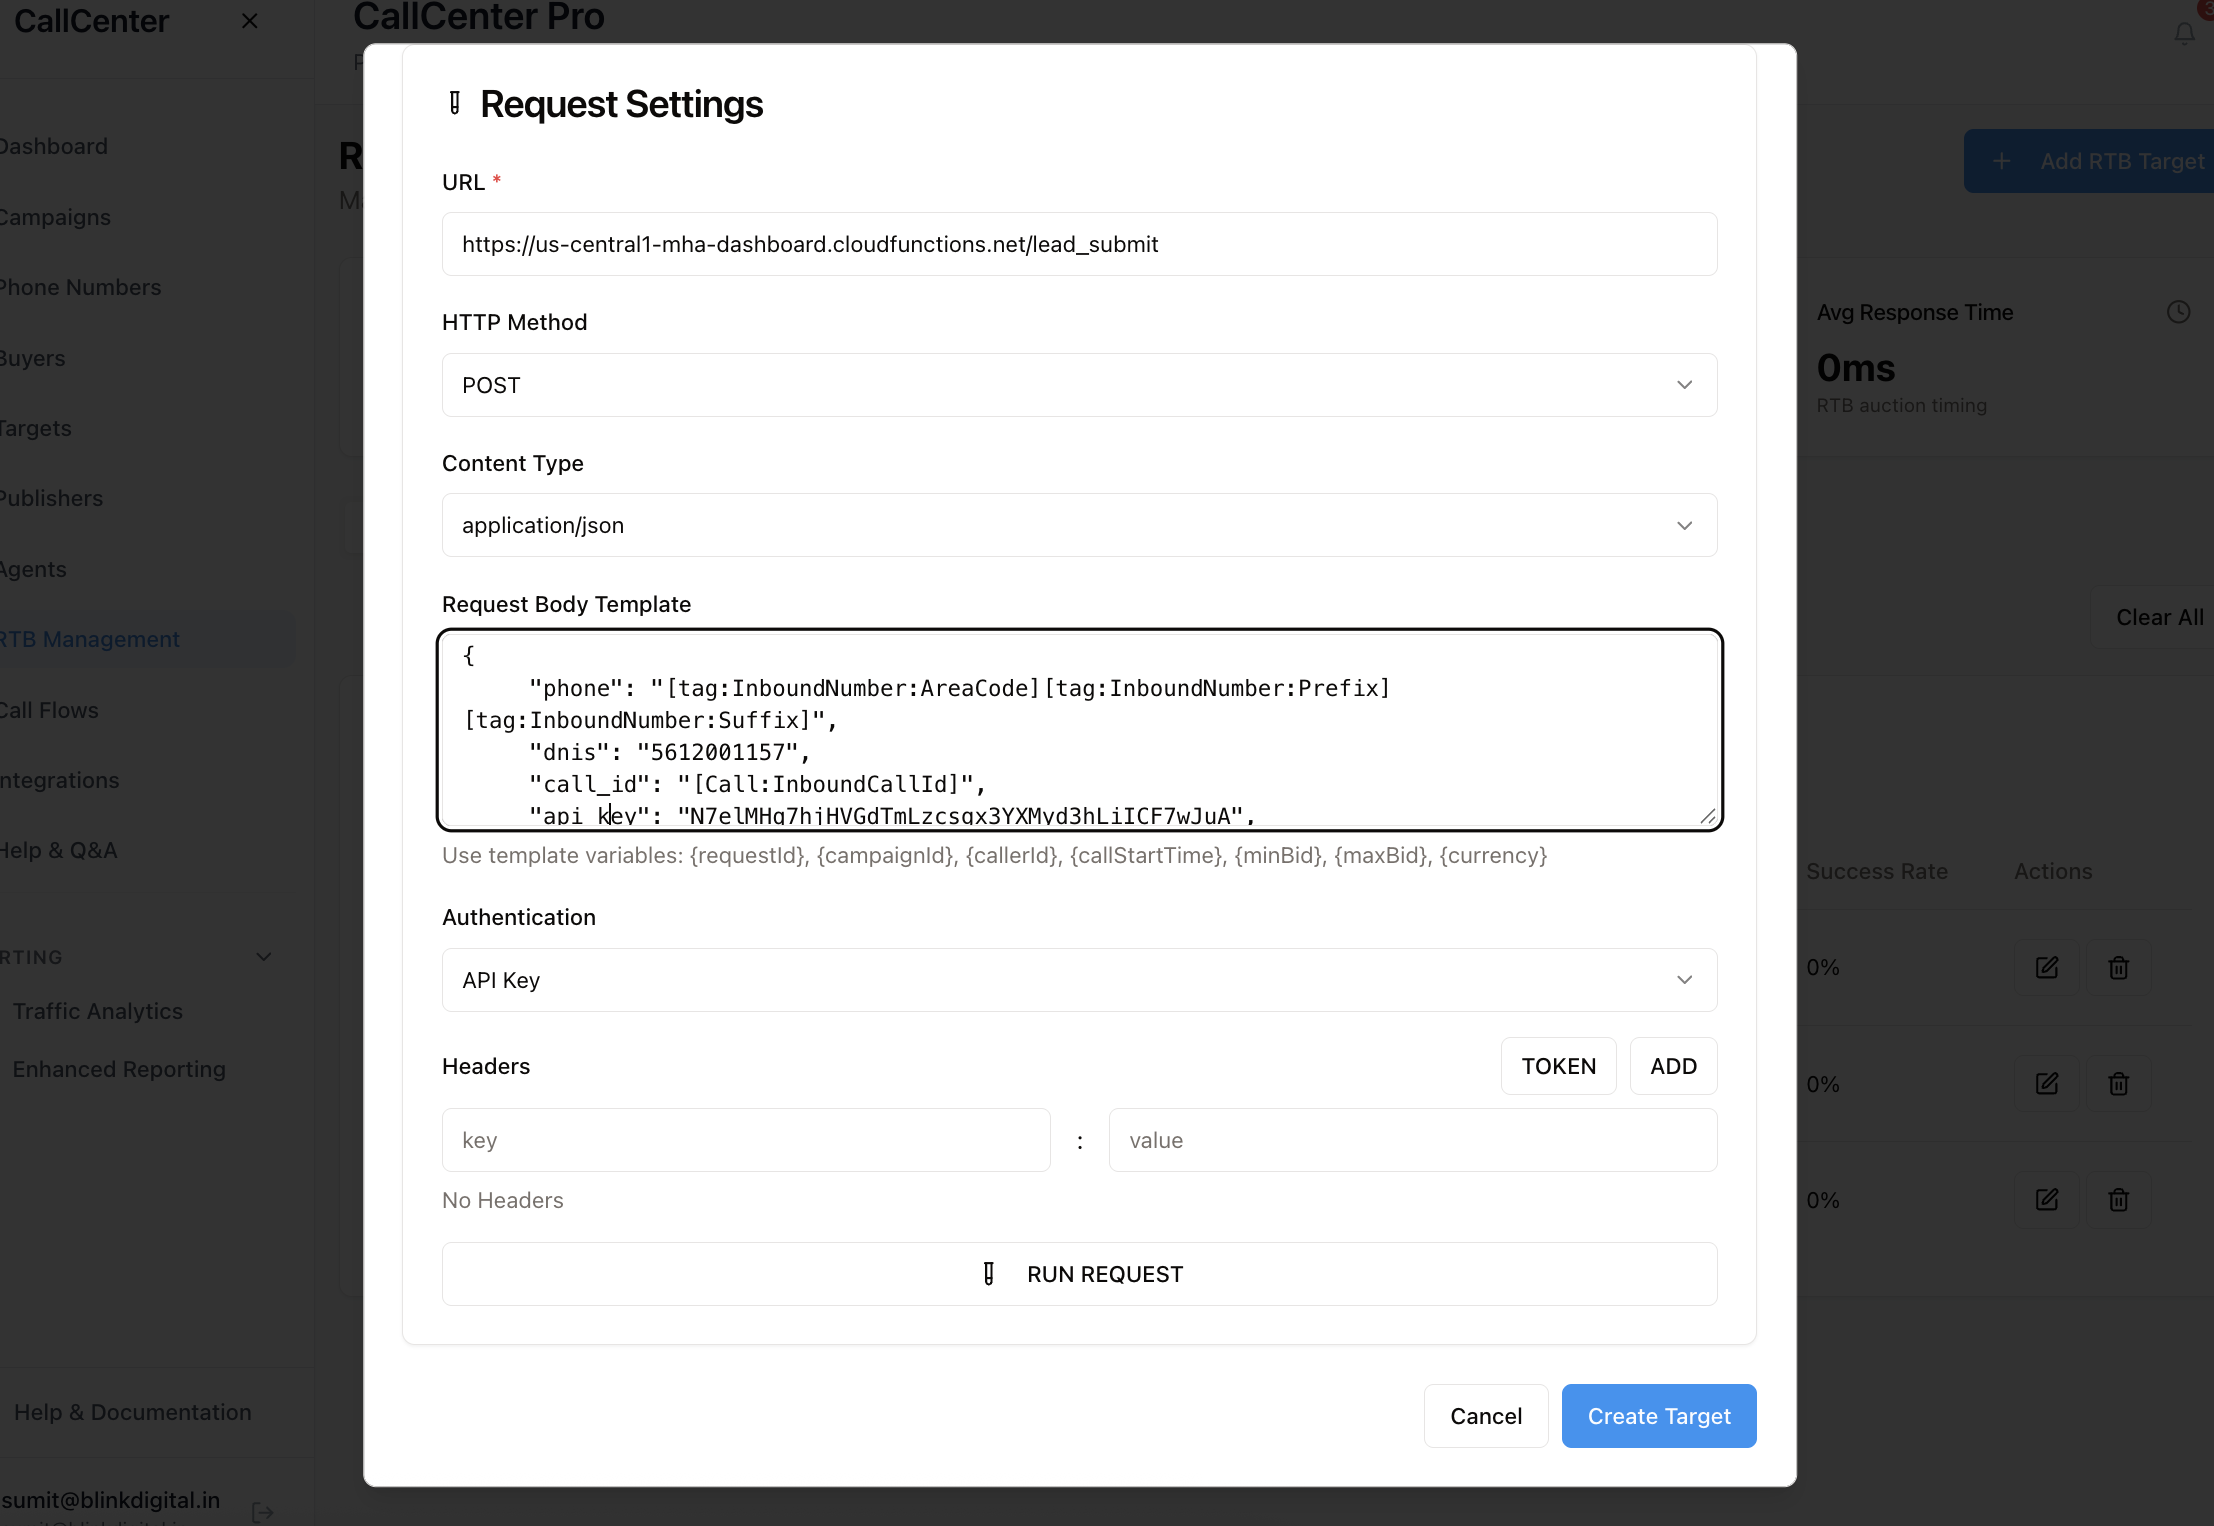 CallCenter
CallCenter Pro
3
Dashboard
Campaigns
Phone Numbers
Buyers
Targets
Publishers
Agents
RTB Management
Call Flows
Integrations
Help & Q&A
RTING
Traffic Analytics
Enhanced Reporting
Help & Documentation
sumit@blinkdigital.in
+ Add RTB Target
Avg Response Time
0ms
RTB auction timing
Clear All
Success Rate
Actions
0%
0%
0%
Request Settings
URL *
https://us-central1-mha-dashboard.cloudfunctions.net/lead_submit
HTTP Method
POST
Content Type
application/json
Request Body Template
{
"phone": "[tag:InboundNumber:AreaCode][tag:InboundNumber:Prefix]
[tag:InboundNumber:Suffix]",
"dnis": "5612001157",
"call_id": "[Call:InboundCallId]",
"api_key":
Use template variables: {requestId}, {campaignId}, {callerId}, {callStartTime}, {minBid}, {maxBid}, {currency}
Authentication
API Key
Headers
TOKEN
ADD
key
:
value
No Headers
RUN REQUEST
Cancel
Create Target